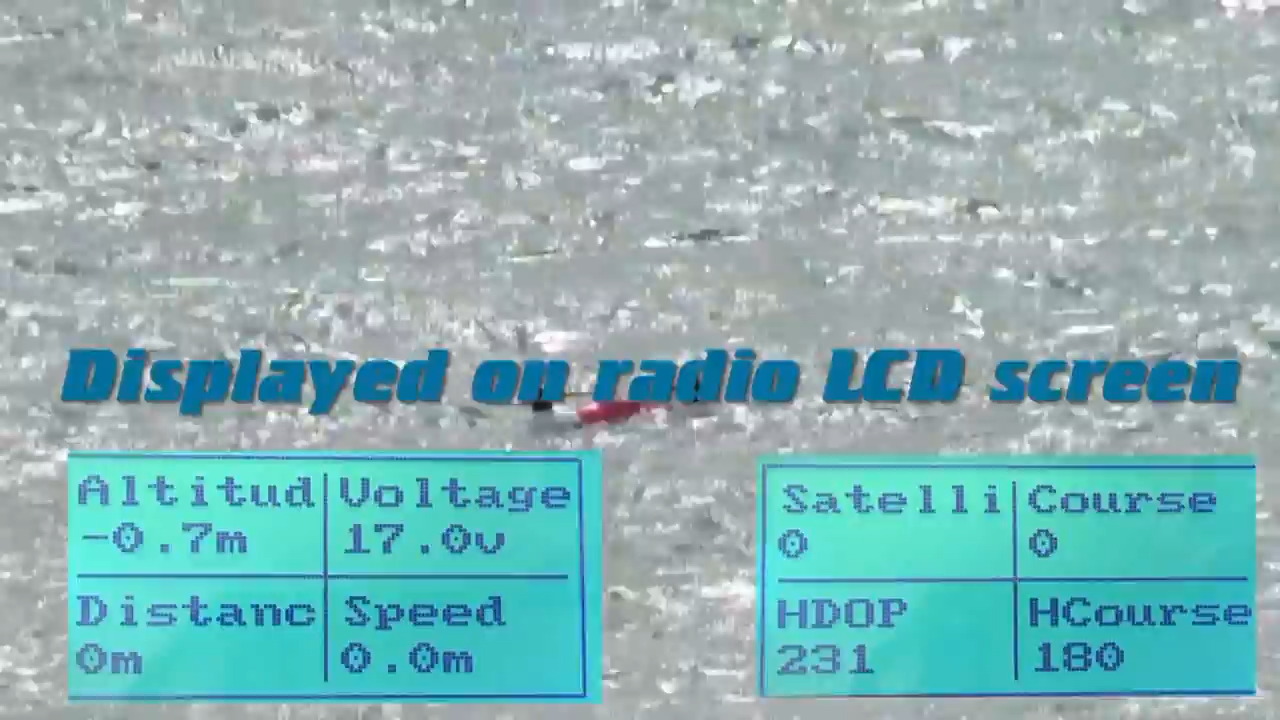 Displayed on radio LCD screen
Altitud Voltage
-0.7m 17.0v
Distanc Speed
0m 0.0m
Satelli Course
0 0
HDOP HCourse
231 180